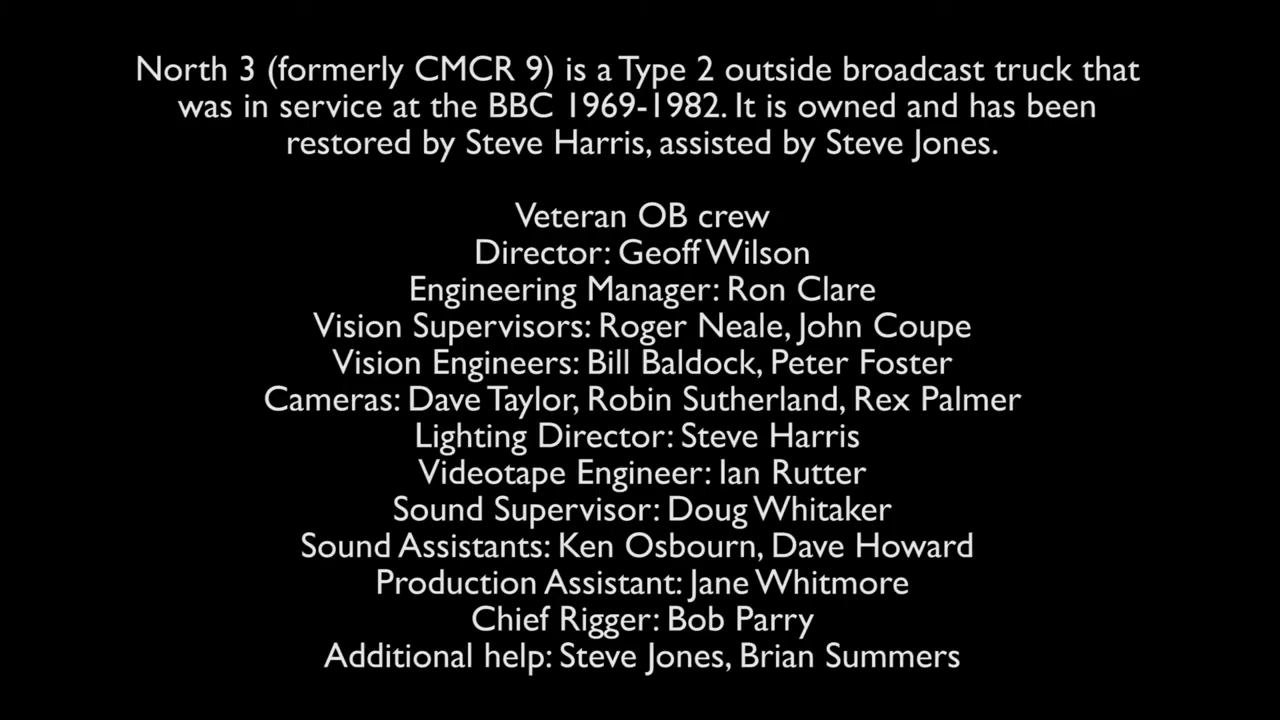 North 3 (formerly CMCR 9) is a Type 2 outside broadcast truck that
was in service at the BBC 1969-1982. It is owned and has been
restored by Steve Harris, assisted by Steve Jones.
Veteran OB crew
Director: Geoff Wilson
Engineering Manager: Ron Clare
Vision Supervisors: Roger Neale, John Coupe
Vision Engineers: Bill Baldock, Peter Foster
Cameras: Dave Taylor, Robin Sutherland, Rex Palmer
Lighting Director: Steve Harris
Videotape Engineer: Ian Rutter
Sound Supervisor: Doug Whitaker
Sound Assistants: Ken Osbourn, Dave Howard
Production Assistant: Jane Whitmore
Chief Rigger: Bob Parry
Additional help: Steve Jones, Brian Summers